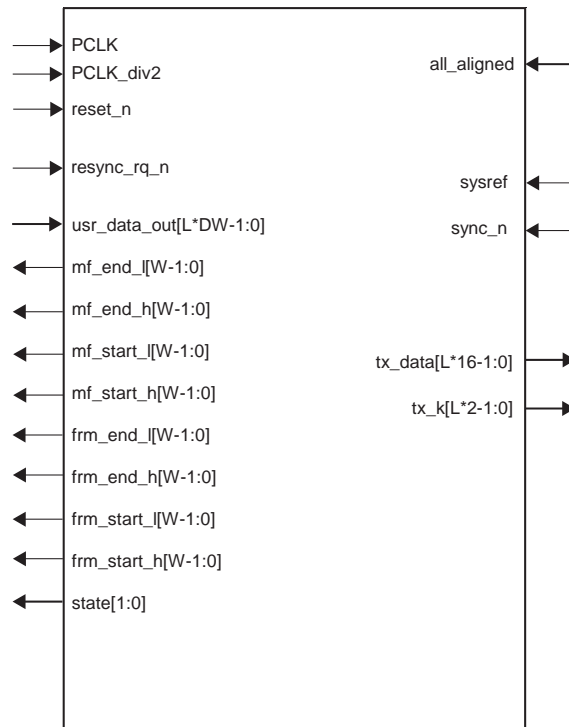 PCLK
PCLK_div2
reset_n
resync_rq_n
usr_data_out[L*DW-1:0]
mf_end_l[W-1:0]
mf_end_h[W-1:0]
mf_start_l[W-1:0]
mf_start_h[W-1:0]
frm_end_l[W-1:0]
frm_end_h[W-1:0]
frm_start_l[W-1:0]
frm_start_h[W-1:0]
state[1:0]
all_aligned
sysref
sync_n
tx_data[L*16-1:0]
tx_k[L*2-1:0]